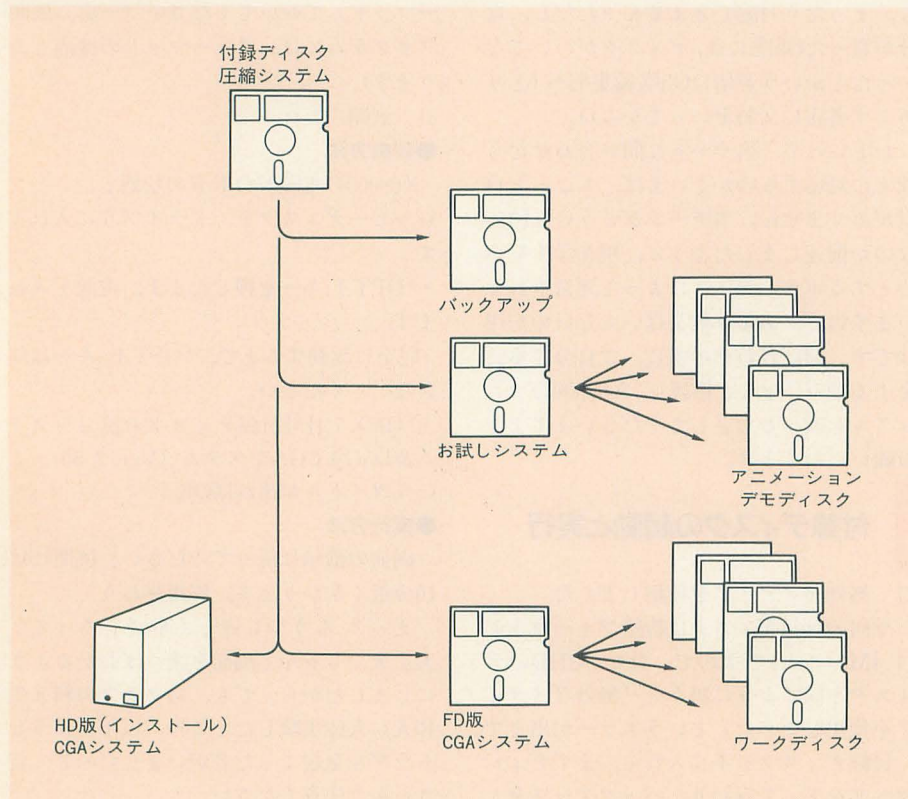 付録ディスク
圧縮システム
バックアップ
お試しシステム
アニメーション
デモディスク
HD版(インストール)
CGAシステム
FD版
CGAシステム
ワークディスク